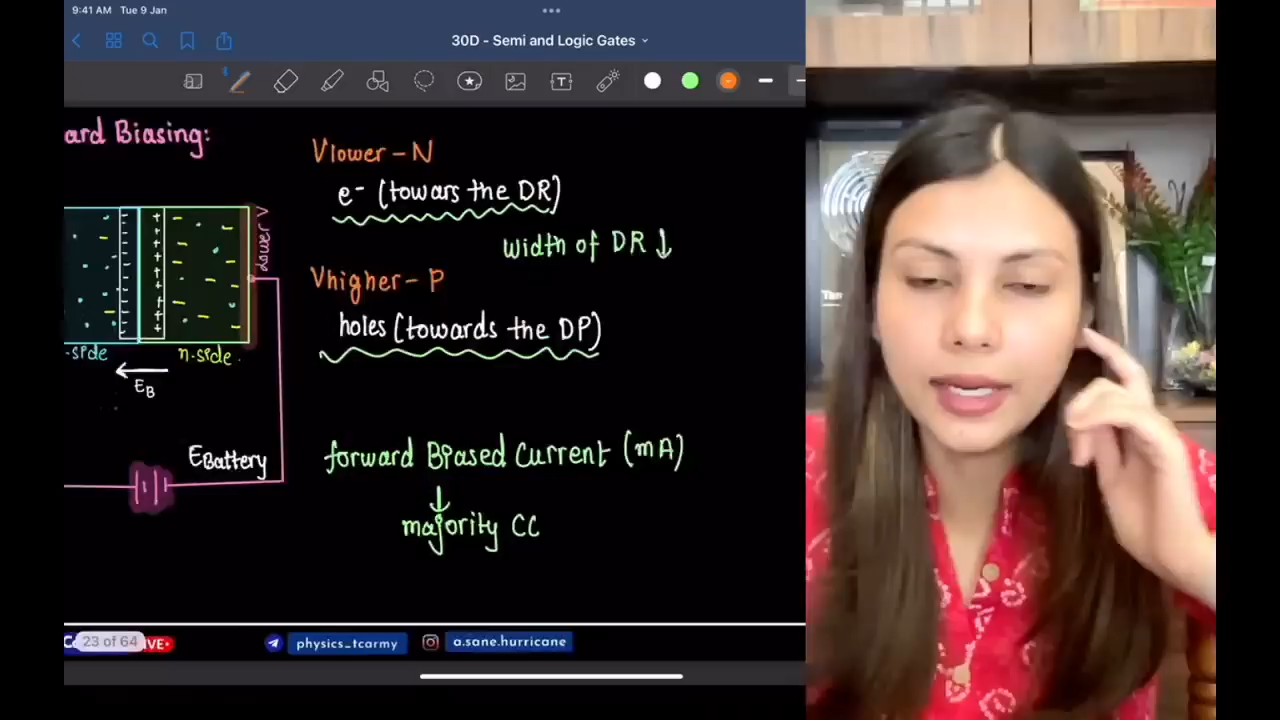 9:41 AM Tue 9 Jan
30D - Semi and Logic Gates
T
ard Biasing:
Vlower - N
e- (towars the DR)
width of DR ↓
Lower V
Vhigher - P
holes (towards the DP)
-side
n-side.
EB
EBattery
forward Biased Current (mA)
↓
majority CC
23 of 64
IVE
physics_tcarmy
a.sane.hurricane